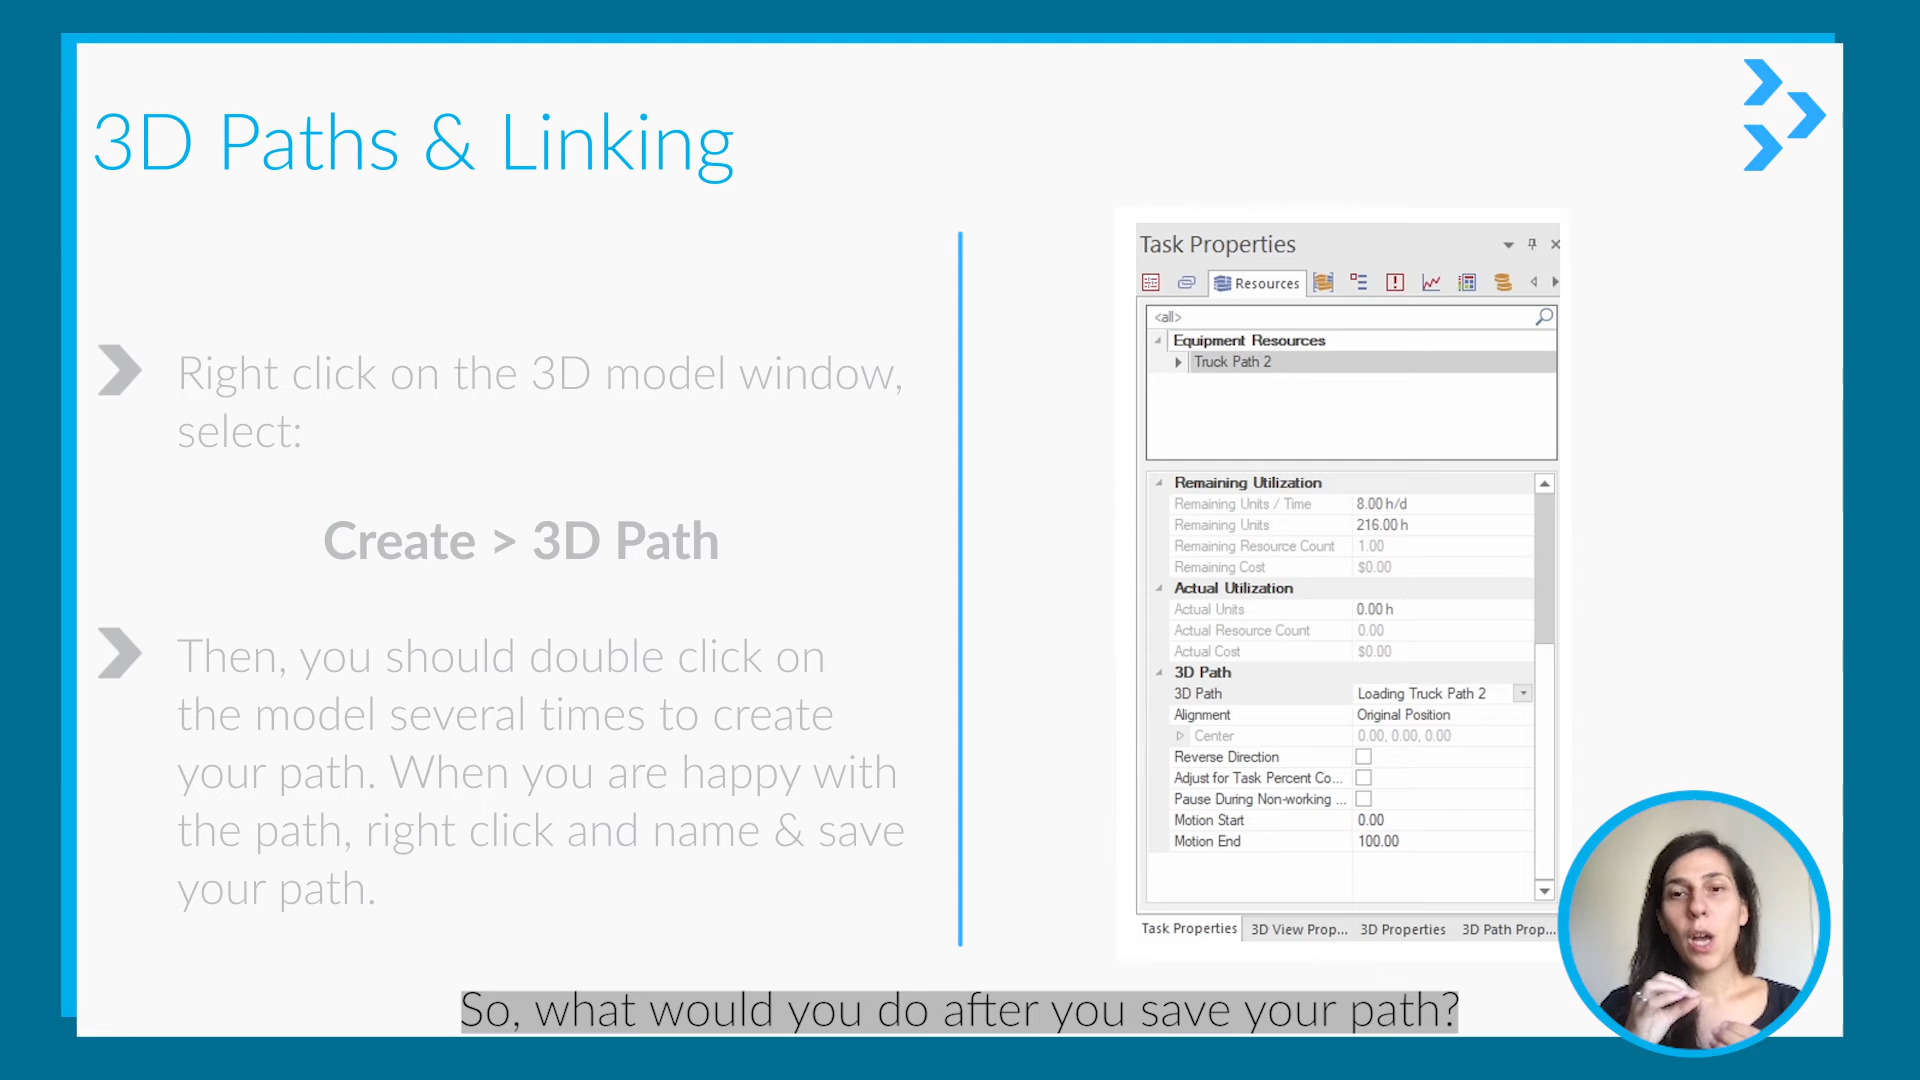 3D Paths & Linking
Right click on the 3D model window,
select:
Create > 3D Path
Then, you should double click on
the model several times to create
your path. When you are happy with
the path, right click and name & save
your path.
Task Properties
Resources
<all>
Equipment Resources
Truck Path 2
Remaining Utilization
Remaining Units / Time 8.00 h/d
Remaining Units 216.00 h
Remaining Resource Count 1.00
Remaining Cost $0.00
Actual Utilization
Actual Units 0.00 h
Actual Resource Count 0.00
Actual Cost $0.00
3D Path
3D Path Loading Truck Path 2
Alignment Original Position
Center 0.00, 0.00, 0.00
Reverse Direction
Adjust for Task Percent Co...
Pause During Non-working ...
Motion Start 0.00
Motion End 100.00
Task Properties 3D View Prop... 3D Properties 3D Path Prop...
So, what would you do after you save your path?